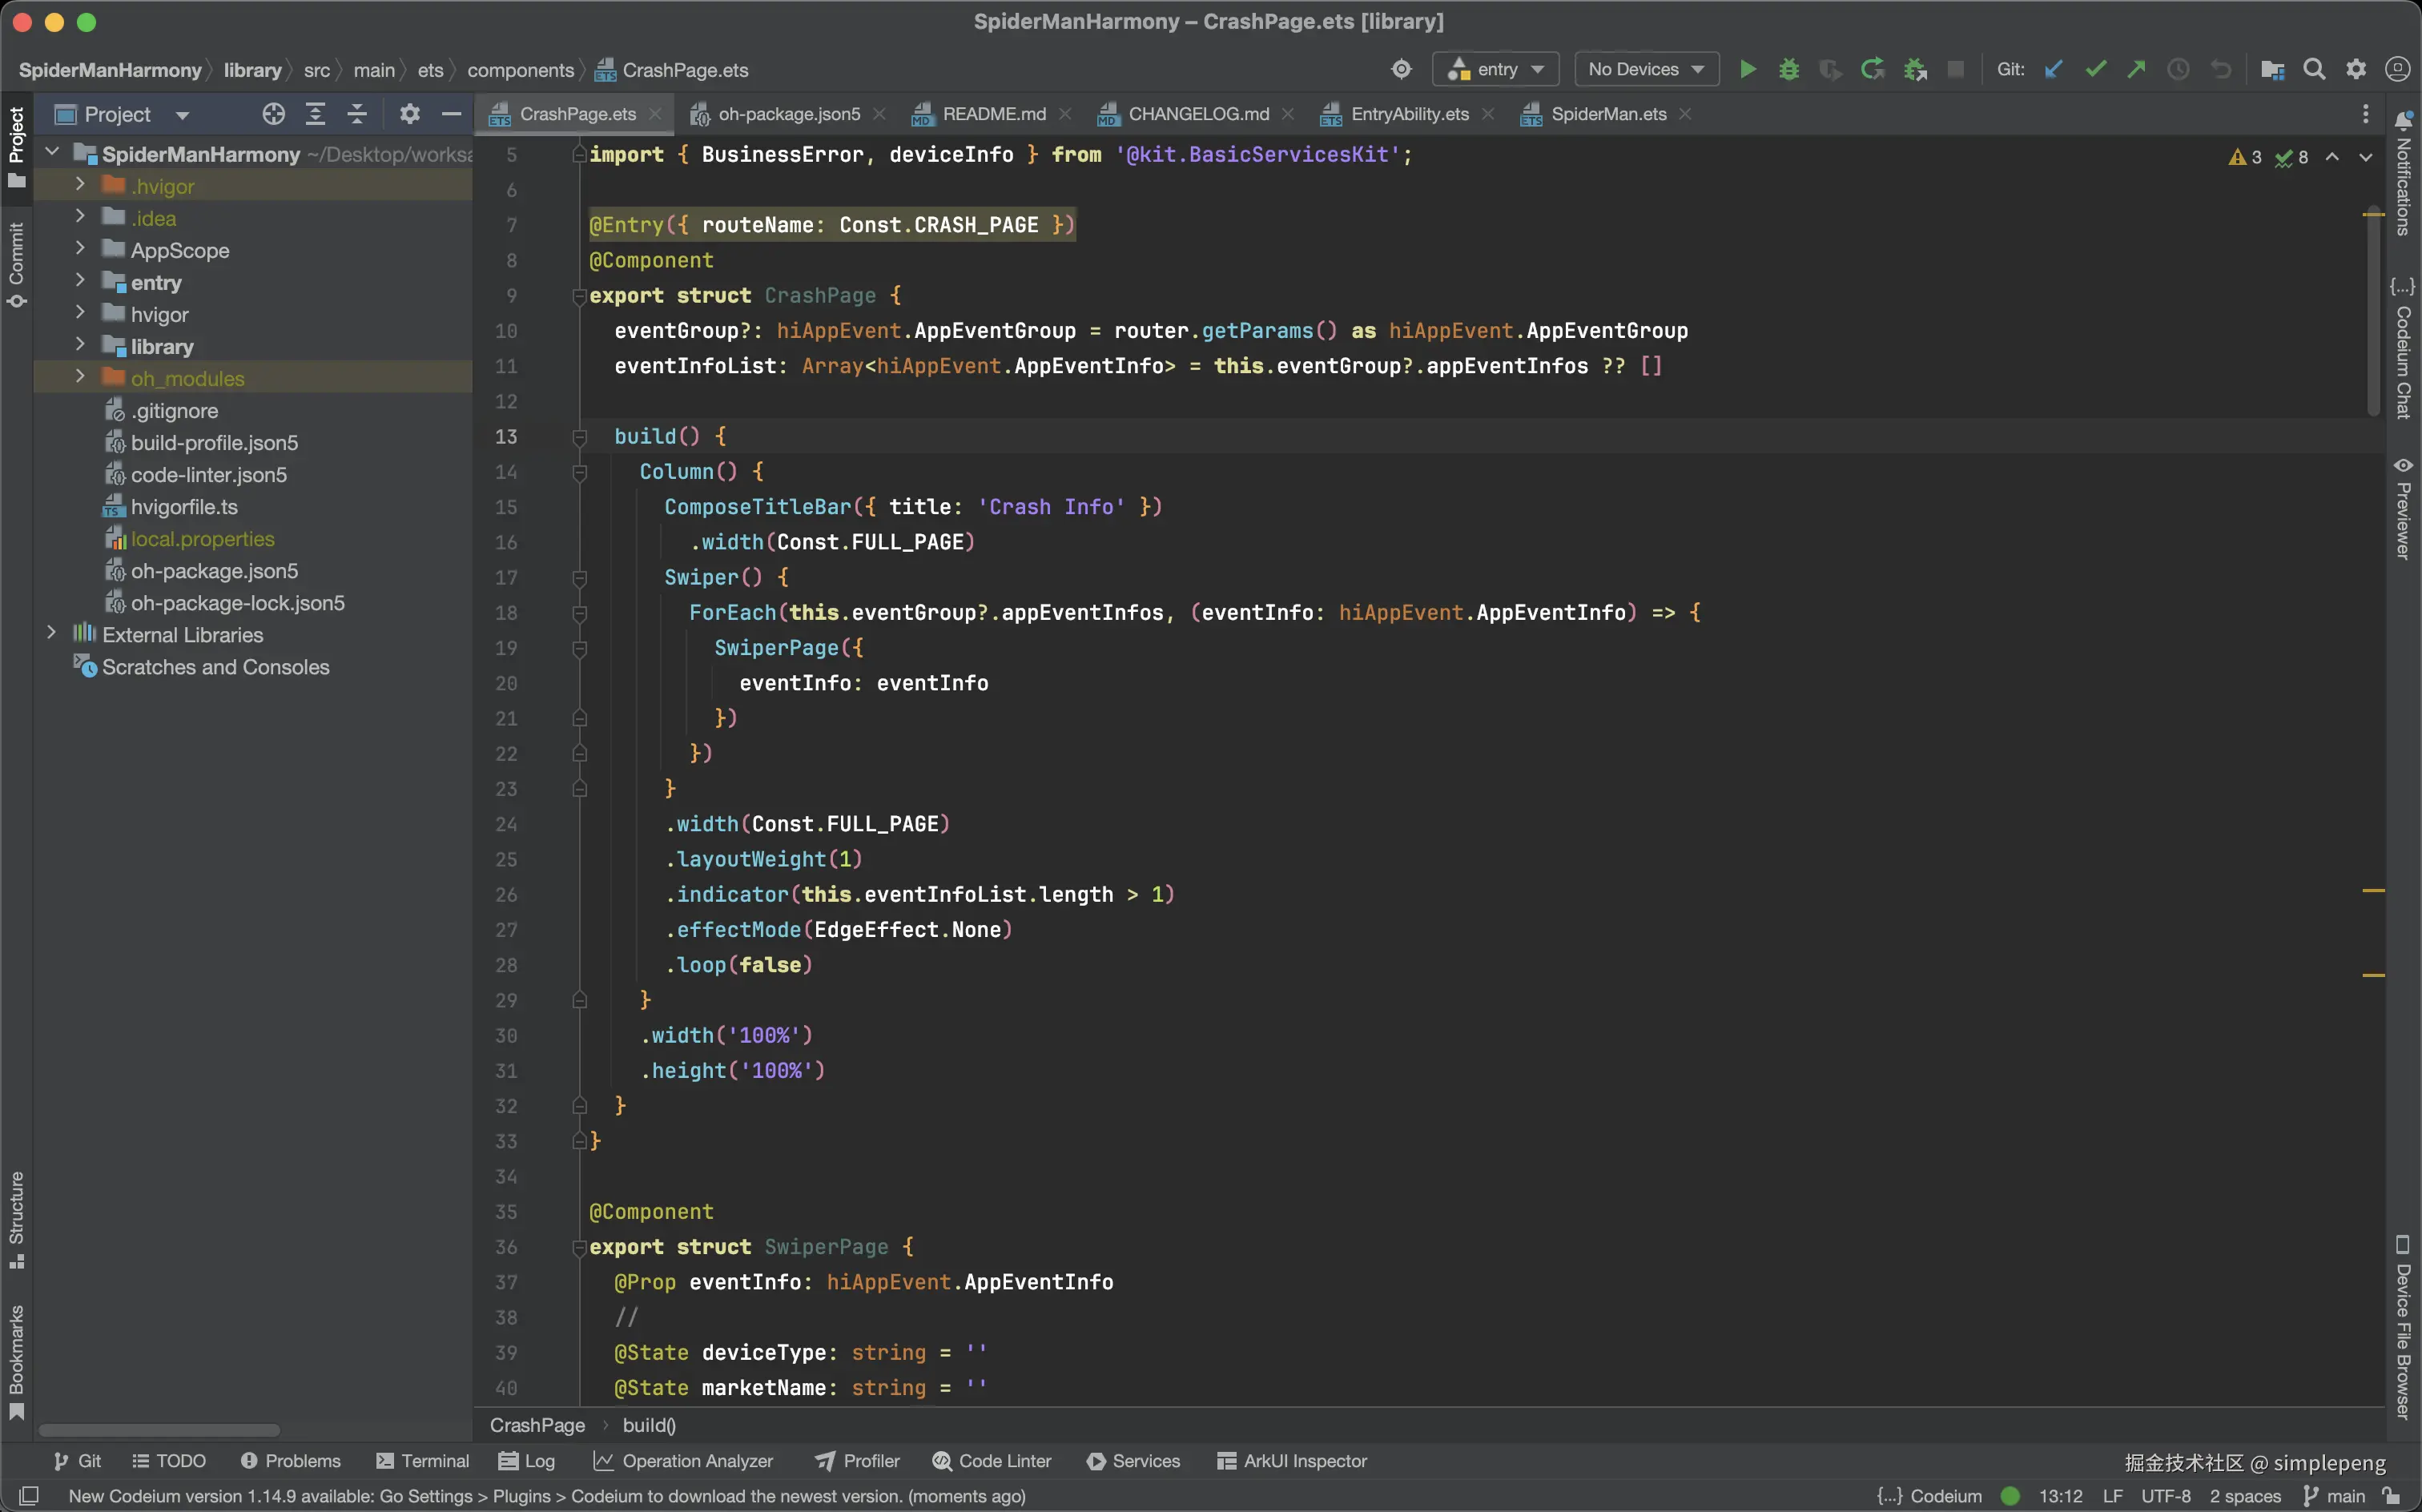 SpiderManHarmony – CrashPage.ets [library]
SpiderManHarmony library src main ets components CrashPage.ets
entry No Devices Git:
Project
CrashPage.ets oh-package.json5 README.md CHANGELOG.md EntryAbility.ets SpiderMan.ets
Project
Commit
Structure
Bookmarks
SpiderManHarmony ~/Desktop/works
.hvigor
.idea
AppScope
entry
hvigor
library
oh_modules
.gitignore
build-profile.json5
code-linter.json5
hvigorfile.ts
local.properties
oh-package.json5
oh-package-lock.json5
External Libraries
Scratches and Consoles
3 8
5 import { BusinessError, deviceInfo } from '@kit.BasicServicesKit';
6
7 @Entry({ routeName: Const.CRASH_PAGE })
8 @Component
9 export struct CrashPage {
10 eventGroup?: hiAppEvent.AppEventGroup = router.getParams() as hiAppEvent.AppEventGroup
11 eventInfoList: Array<hiAppEvent.AppEventInfo> = this.eventGroup?.appEventInfos ?? []
12
13 build() {
14 Column() {
15 ComposeTitleBar({ title: 'Crash Info' })
16 .width(Const.FULL_PAGE)
17 Swiper() {
18 ForEach(this.eventGroup?.appEventInfos, (eventInfo: hiAppEvent.AppEventInfo) => {
19 SwiperPage({
20 eventInfo: eventInfo
21 })
22 })
23 }
24 .width(Const.FULL_PAGE)
25 .layoutWeight(1)
26 .indicator(this.eventInfoList.length > 1)
27 .effectMode(EdgeEffect.None)
28 .loop(false)
29 }
30 .width('100%')
31 .height('100%')
32 }
33 }
34
35 @Component
36 export struct SwiperPage {
37 @Prop eventInfo: hiAppEvent.AppEventInfo
38 //
39 @State deviceType: string = ''
40 @State marketName: string = ''
CrashPage build()
Notifications
{...} Codeium Chat
Previewer
Device File Browser
Git TODO Problems Terminal Log Operation Analyzer Profiler Code Linter Services ArkUI Inspector
掘金技术社区 @ simplepeng
New Codeium version 1.14.9 available: Go Settings > Plugins > Codeium to download the newest version. (moments ago)
{...} Codeium 13:12 LF UTF-8 2 spaces main